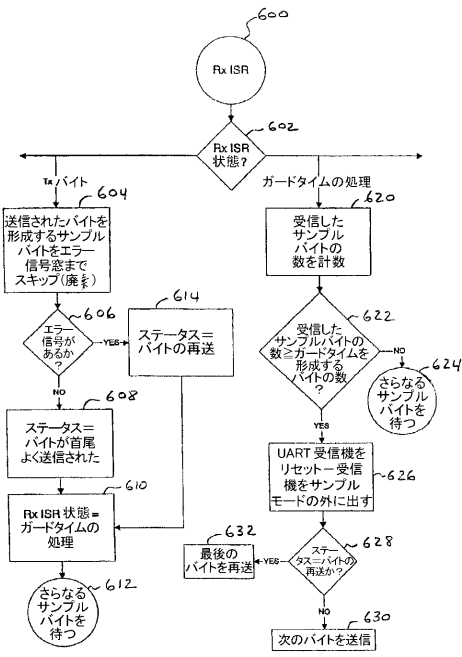 600
Rx ISR
602
Rx ISR
状態?
Tx バイト
ガードタイムの処理
604
送信されたバイトを
形成するサンプル
バイトをエラー
信号窓まで
スキップ(廃棄)
606
エラー
信号が
あるか
?
YES
NO
614
ステータス=
バイトの再送
608
ステータス=
バイトが首尾
よく送信された
610
Rx ISR 状態=
ガードタイムの
処理
612
さらなる
サンプル
バイトを
待つ
620
受信した
サンプル
バイトの
数を計数
622
受信した
サンプルバイトの
数≧ガードタイムを
形成する
バイトの数
?
NO
YES
624
さらなる
サンプル
バイトを
待つ
UART 受信機を
リセットー受信
機をサンプル
モードの外に出す
626
628
ステー
タス=バイトの
再送か?
YES
NO
632
最後の
バイトを再送
630
次のバイトを送信